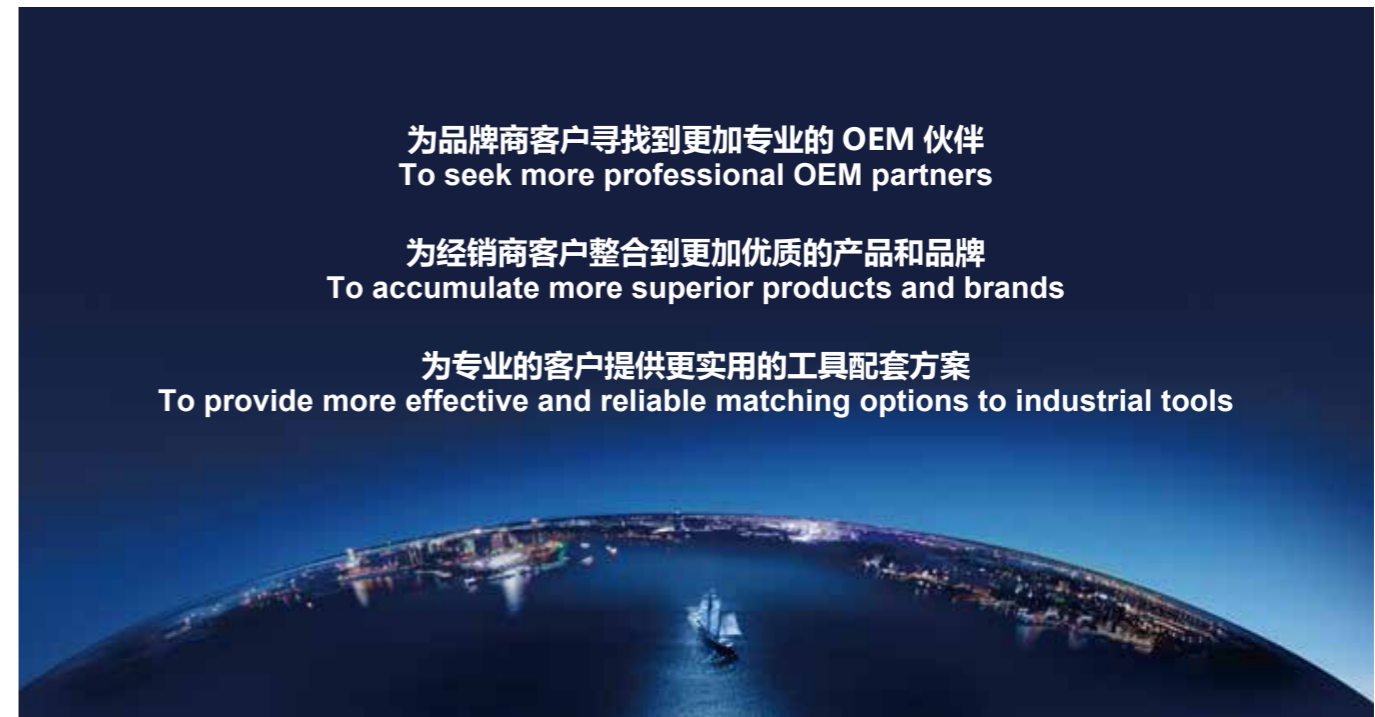 为品牌商客户寻找到更加专业的 OEM 伙伴
To seek more professional OEM partners
为经销商客户整合到更加优质的产品和品牌
To accumulate more superior products and brands
为专业的客户提供更实用的工具配套方案
To provide more effective and reliable matching options to industrial tools